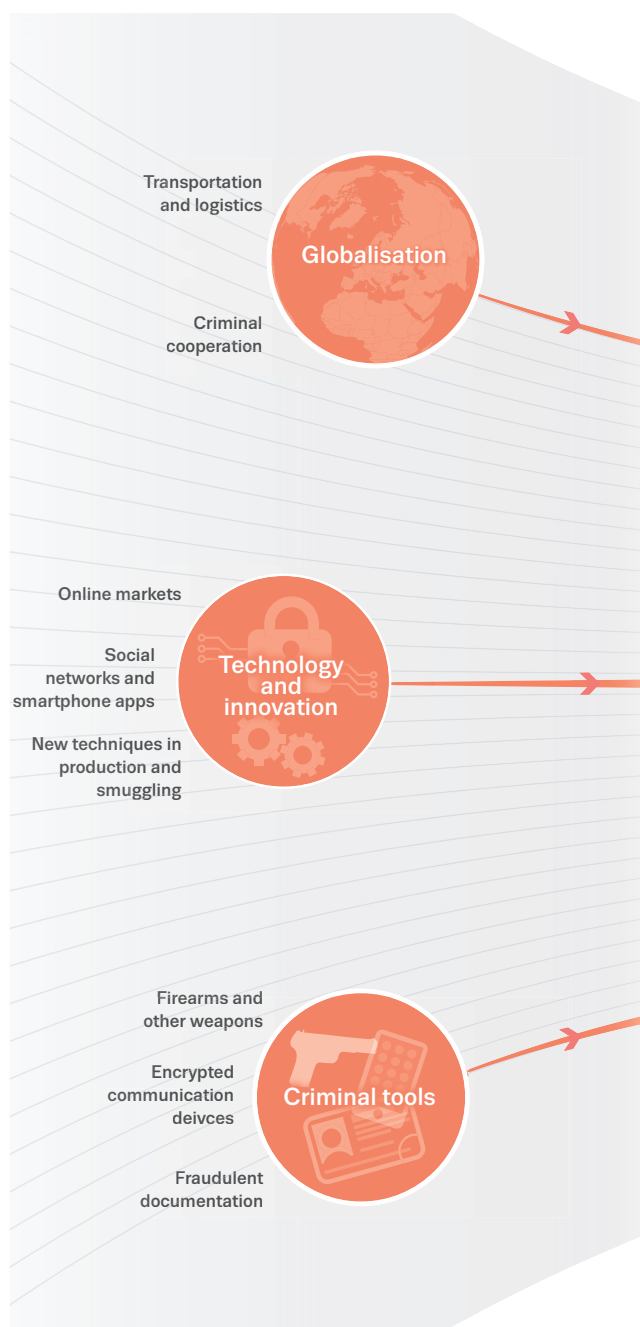 Transportation
and logistics
Globalisation
Criminal
cooperation
Online markets
Social
networks and
smartphone apps
Technology
and
innovation
New techniques in
production and
smuggling
Firearms and
other weapons
Encrypted
communication
deivces
Criminal tools
Fraudulent
documentation